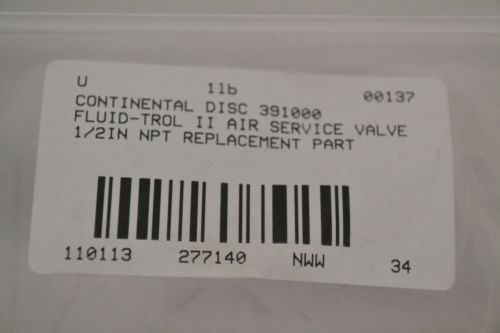 U 1lb 00137
CONTINENTAL DISC 391000
FLUID-TROL II AIR SERVICE VALVE
1/2IN NPT REPLACEMENT PART
110113 277140 NWW 34